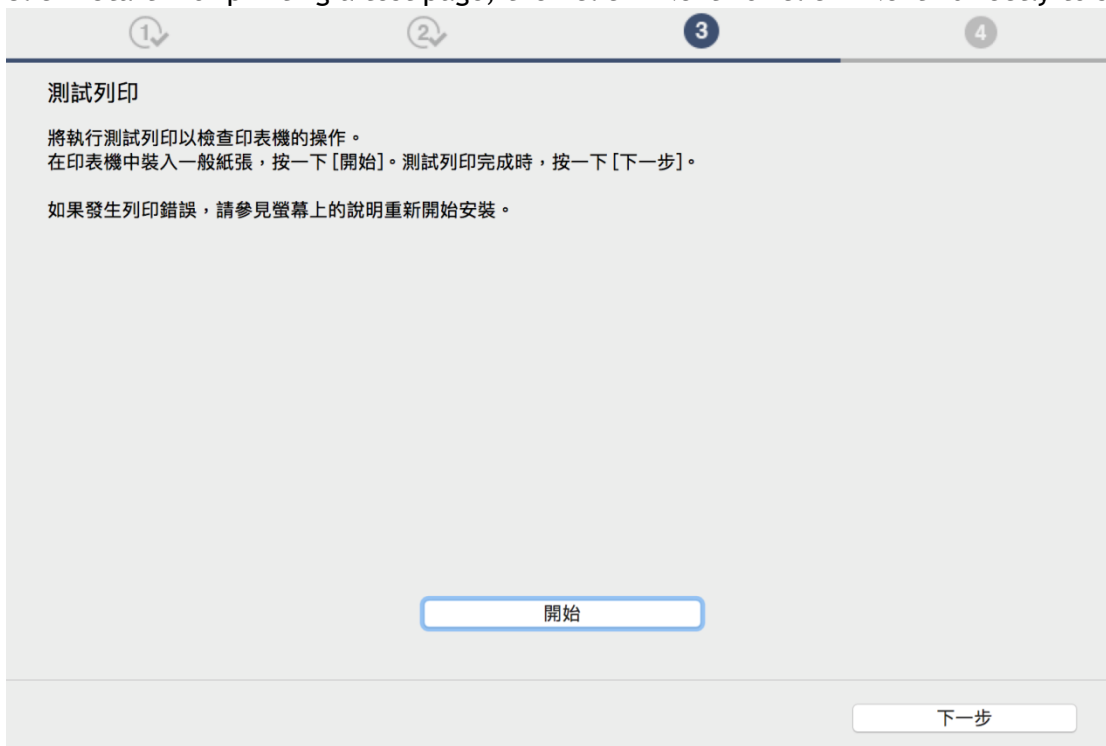 1
2
3
4
測試列印
將執行測試列印以檢查印表機的操作。
在印表機中裝入一般紙張，按一下 [開始]。測試列印完成時，按一下 [下一步]。
如果發生列印錯誤，請參見螢幕上的說明重新開始安裝。
開始
下一步